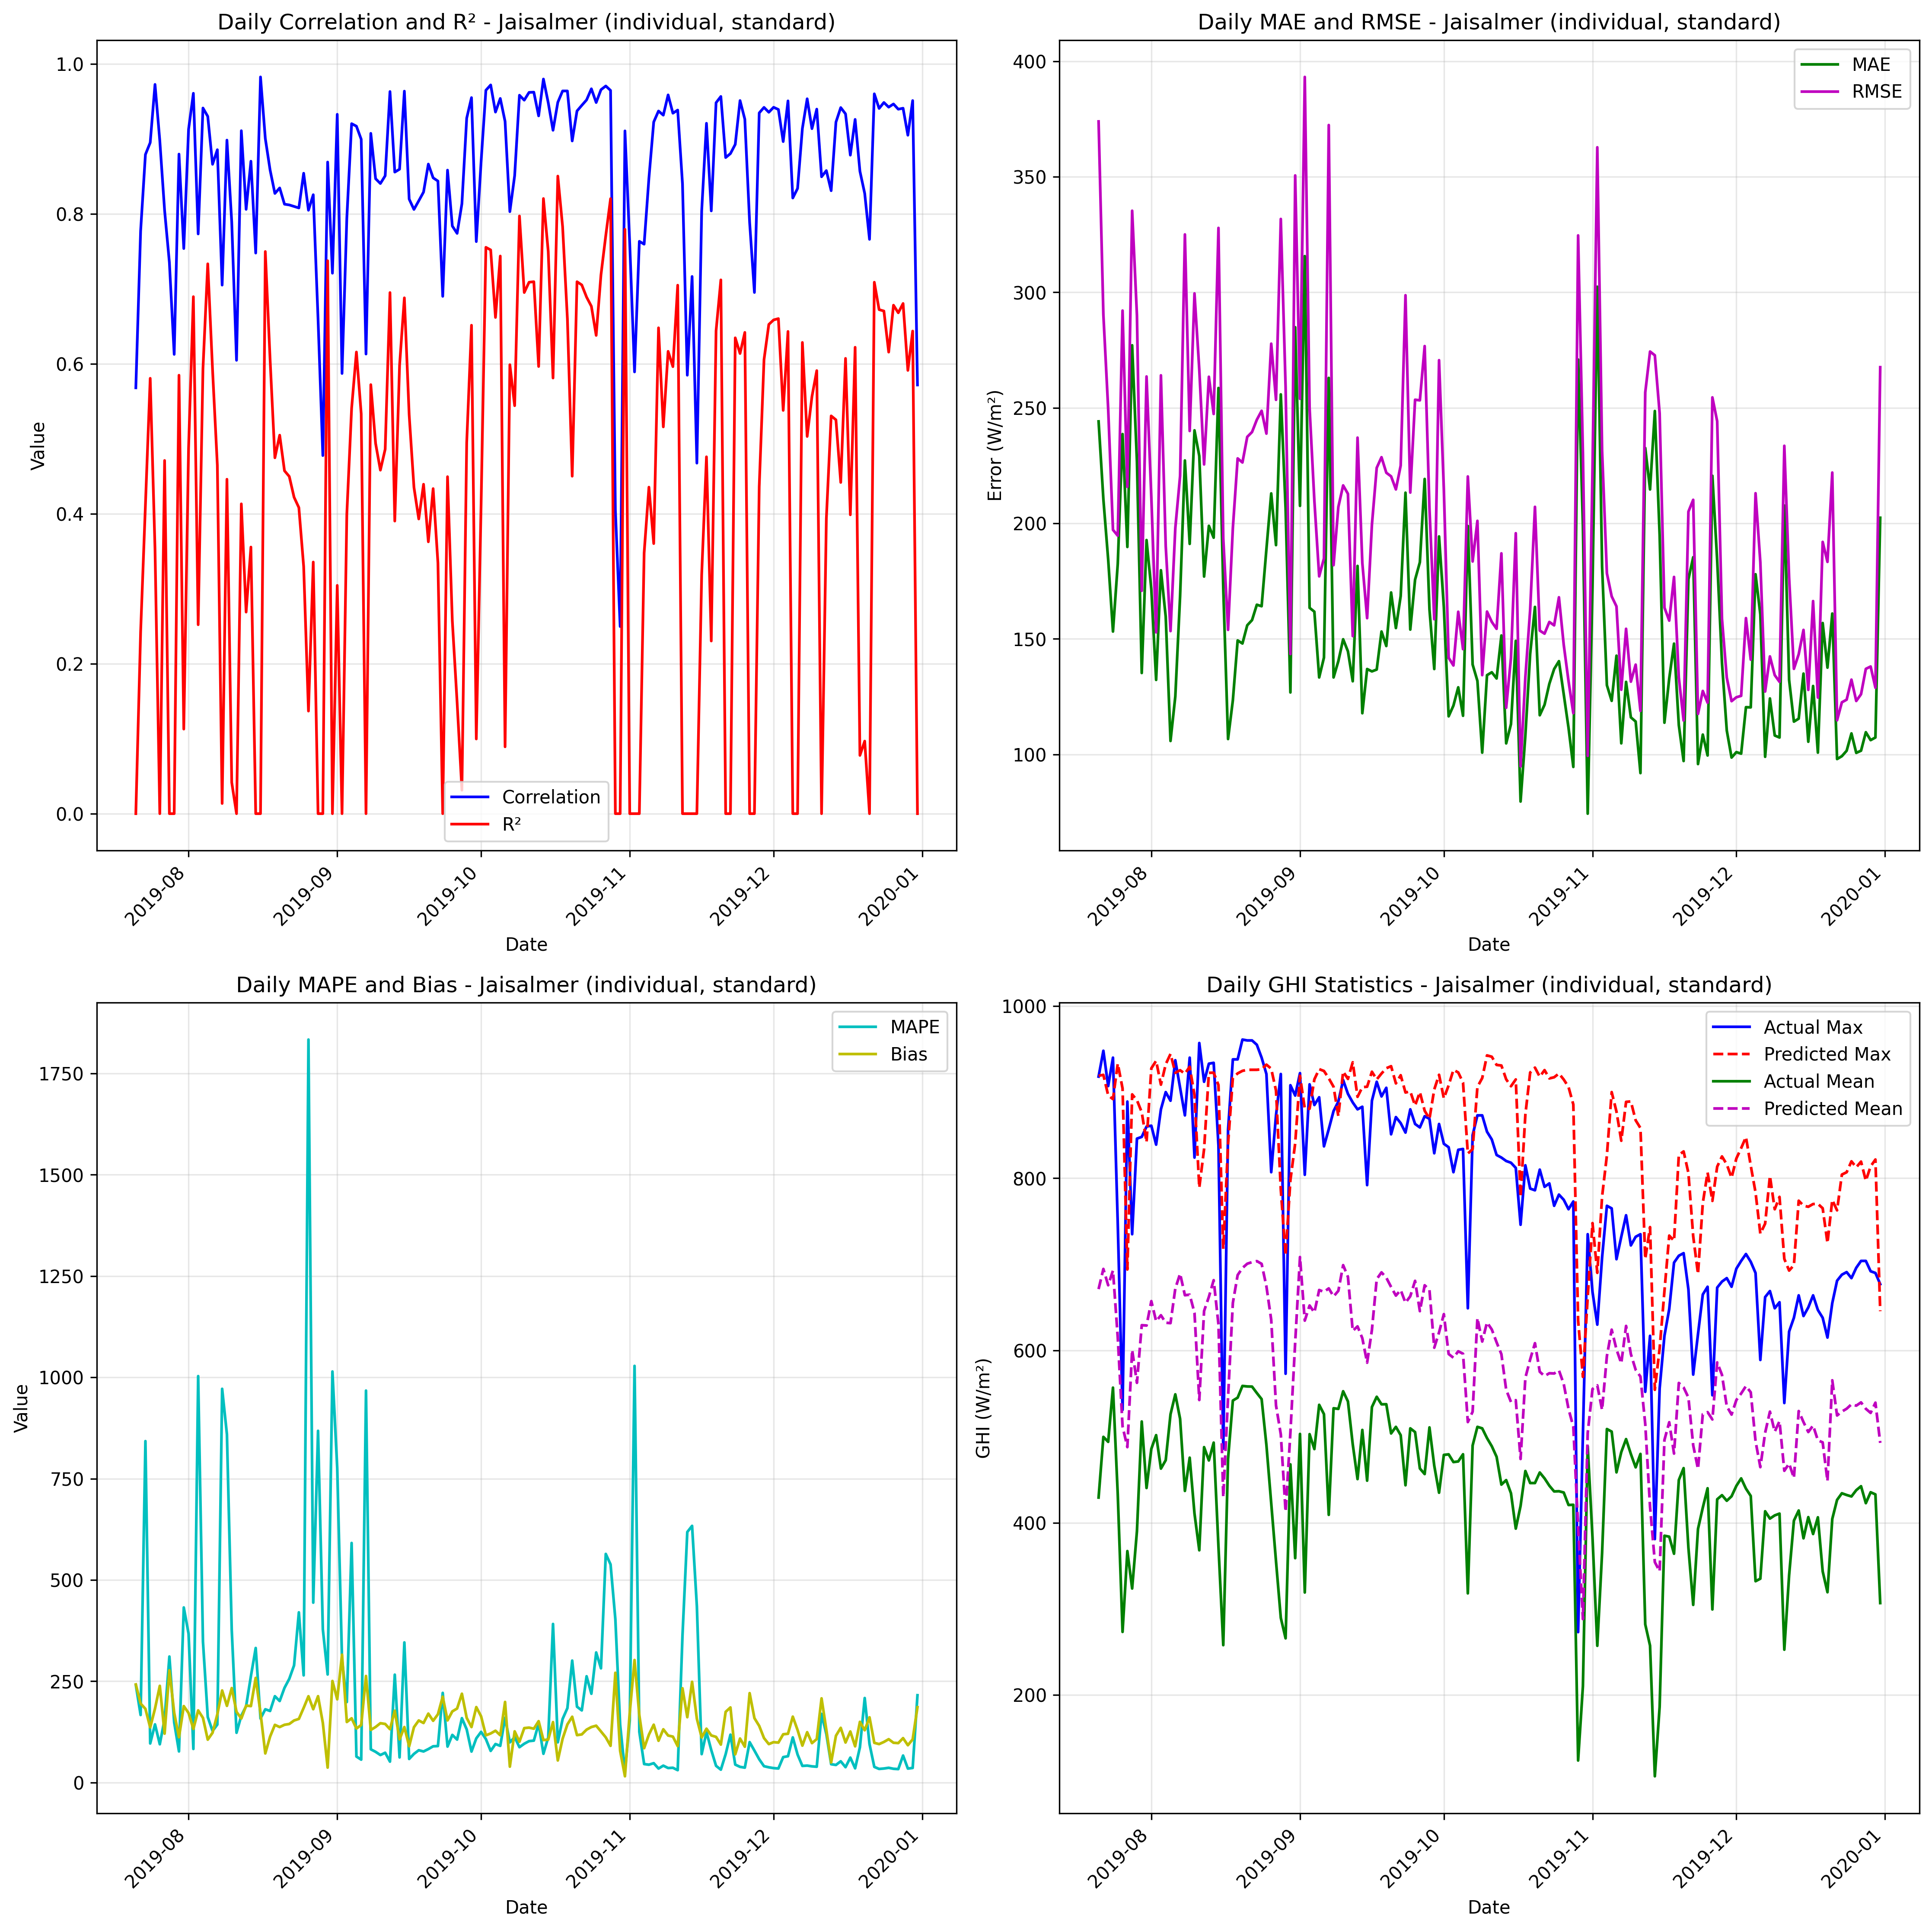 Daily Correlation and R² - Jaisalmer (individual, standard)
1.0
0.8
0.6
0.4
0.2
0.0
Value
Correlation
R²
2019-08
2019-09
2019-10
2019-11
2019-12
2020-01
Date
Daily MAE and RMSE - Jaisalmer (individual, standard)
400
350
300
250
200
150
100
Error (W/m²)
MAE
RMSE
2019-08
2019-09
2019-10
2019-11
2019-12
2020-01
Date
Daily MAPE and Bias - Jaisalmer (individual, standard)
1750
1500
1250
1000
750
500
250
0
Value
MAPE
Bias
2019-08
2019-09
2019-10
2019-11
2019-12
2020-01
Date
Daily GHI Statistics - Jaisalmer (individual, standard)
1000
800
600
400
200
GHI (W/m²)
Actual Max
Predicted Max
Actual Mean
Predicted Mean
2019-08
2019-09
2019-10
2019-11
2019-12
2020-01
Date